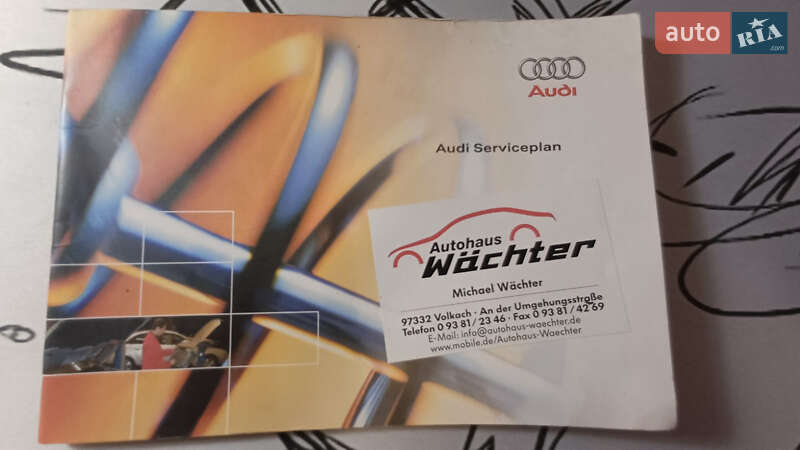 auto RIA .com
Audi
Audi Serviceplan
Autohaus
Wächter
Michael Wächter
97332 Volkach · An der Umgehungsstraße
Telefon 0 93 81 / 23 46 · Fax 0 93 81 / 42 69
E-Mail: info@autohaus-waechter.de
www.mobile.de/Autohaus-Waechter